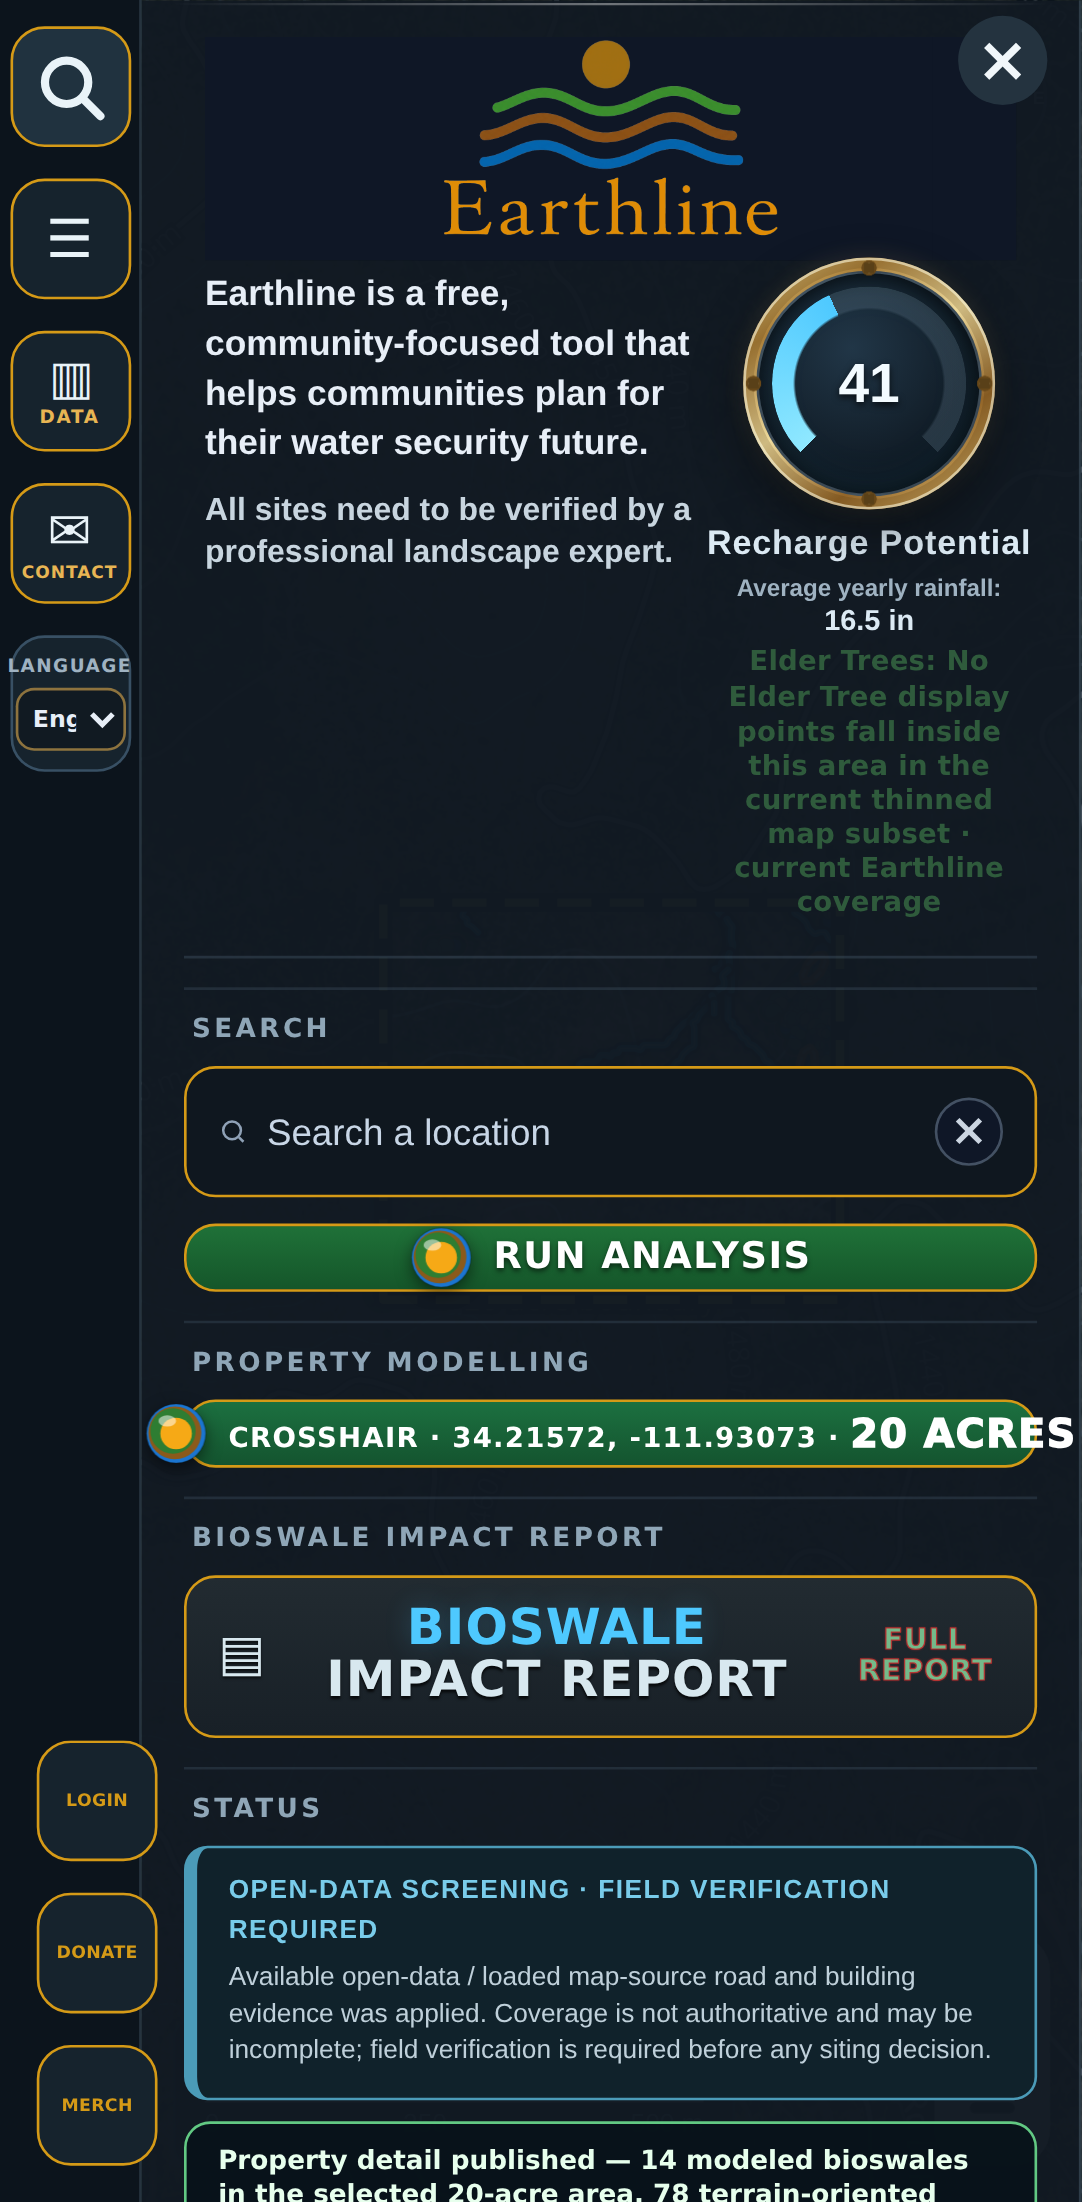 Earthline
Earthline is a free,
community-focused tool that
helps communities plan for
their water security future.
All sites need to be verified by a
professional landscape expert.
41
Recharge Potential
Average yearly rainfall:
16.5 in
Elder Trees: No
Elder Tree display
points fall inside
this area in the
current thinned
map subset ·
current Earthline
coverage
DATA
CONTACT
LANGUAGE
Eng
SEARCH
Search a location
RUN ANALYSIS
PROPERTY MODELLING
CROSSHAIR · 34.21572, -111.93073 · 20 ACRES
BIOSWALE IMPACT REPORT
BIOSWALE
IMPACT REPORT
FULL
REPORT
LOGIN
DONATE
MERCH
STATUS
OPEN-DATA SCREENING · FIELD VERIFICATION
REQUIRED
Available open-data / loaded map-source road and building
evidence was applied. Coverage is not authoritative and may be
incomplete; field verification is required before any siting decision.
Property detail published — 14 modeled bioswales
in the selected 20-acre area. 78 terrain-oriented